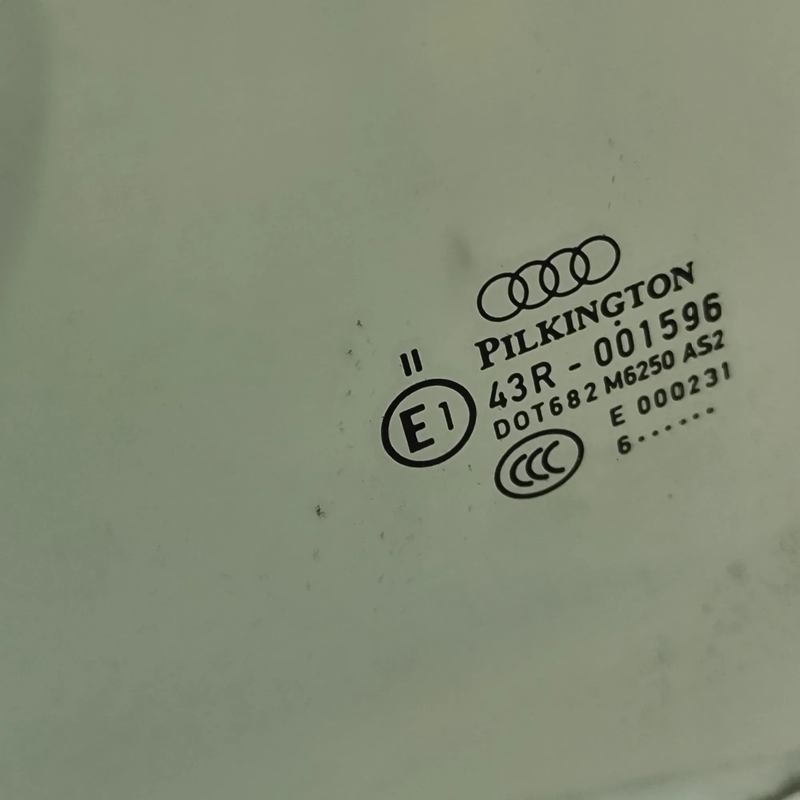 PILKINGTON
II
43R - 001596
E1
DOT682 M6250 AS2
CCC
E 000231
6······